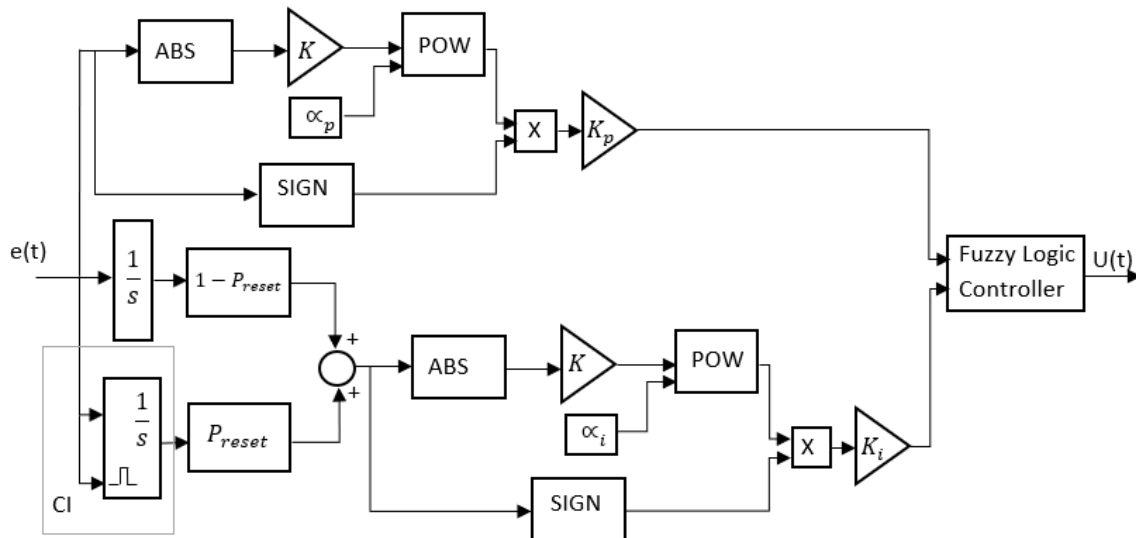 ABS
K
POW
∝p
X
Kp
SIGN
e(t)
1
s
1 − Preset
Fuzzy Logic
Controller
U(t)
+
+
ABS
K
POW
1
s
Preset
∝i
X
Ki
CI
SIGN